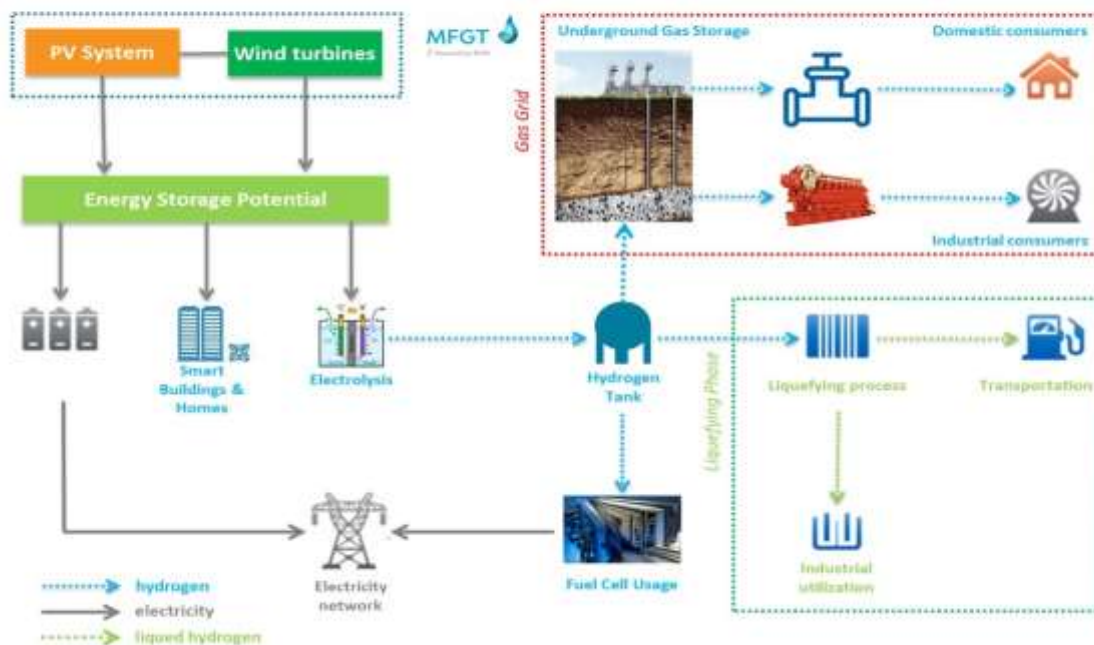 PV System
Wind turbines
MFGT
Underground Gas Storage
Domestic consumers
Gas Grid
Energy Storage Potential
Industrial consumers
Smart
Buildings &
Homes
Electrolysis
Hydrogen
Tank
Liquefying Phase
Liquefying process
Transportation
Electricity
network
Fuel Cell Usage
Industrial
utilization
hydrogen
electricity
liqued hydrogen